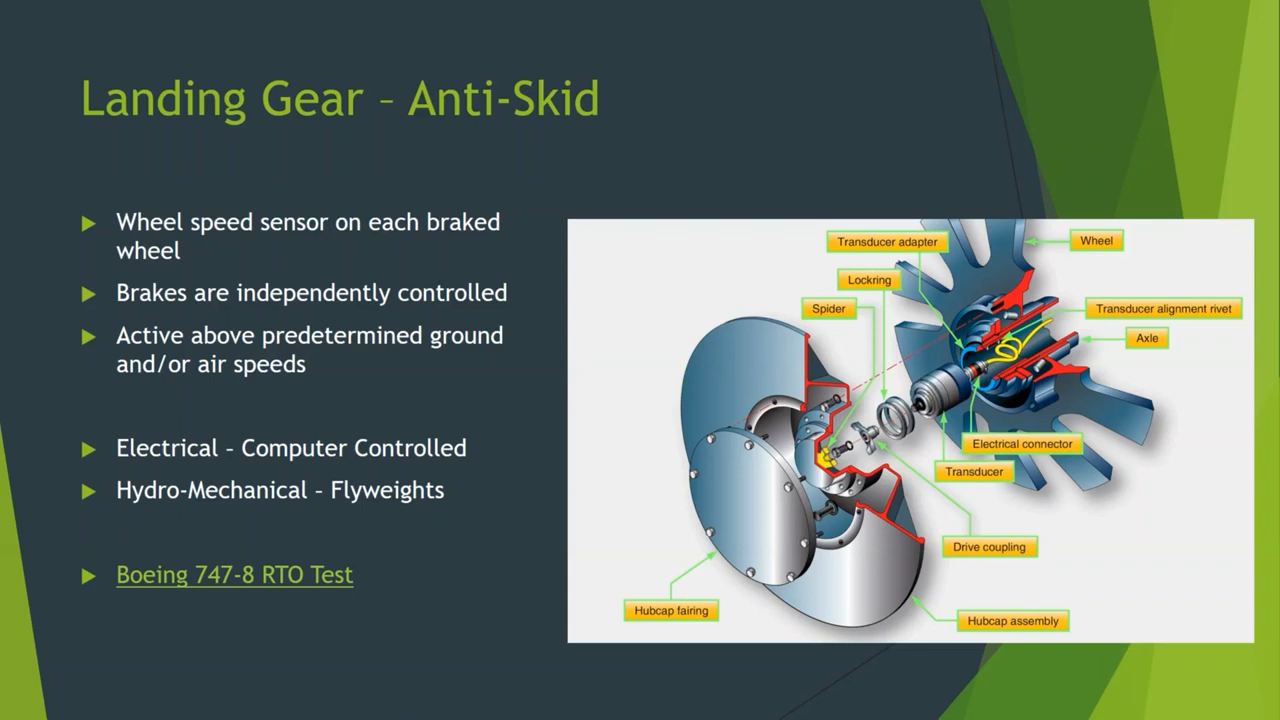 Landing Gear – Anti-Skid
Wheel speed sensor on each braked
wheel
Brakes are independently controlled
Active above predetermined ground
and/or air speeds
Electrical – Computer Controlled
Hydro-Mechanical – Flyweights
Boeing 747-8 RTO Test
Transducer adapter
Wheel
Lockring
Spider
Transducer alignment rivet
Axle
Electrical connector
Transducer
Drive coupling
Hubcap fairing
Hubcap assembly